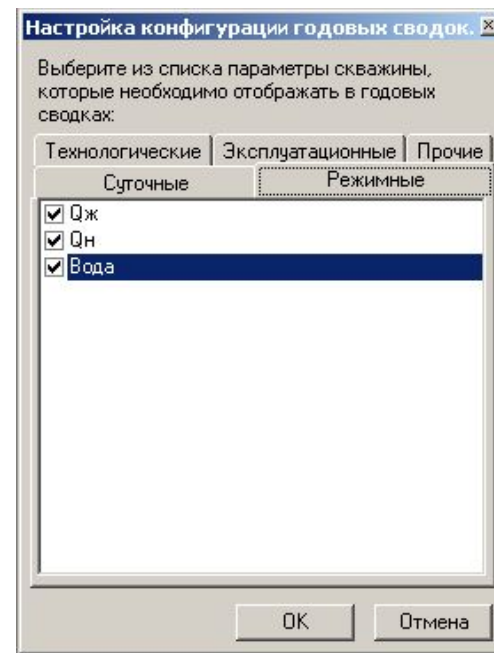 Настройка конфигурации годовых сводок.
Выберите из списка параметры скважины,
которые необходимо отображать в годовых
сводках:
Технологические Эксплуатационные Прочие
Суточные Режимные
Qж
Qн
Вода
OK Отмена